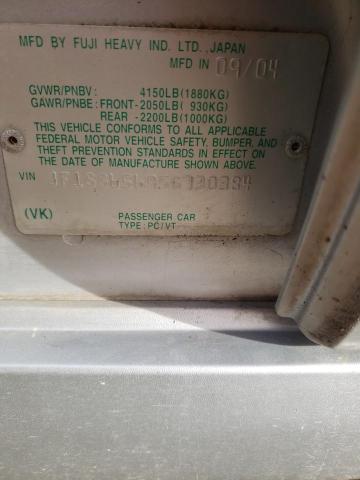 MFD BY FUJI HEAVY IND. LTD., JAPAN
MFD IN 09/04
GVWR/PNBV : 4150LB(1880KG)
GAWR/PNBE: FRONT-2050LB( 930KG)
REAR -2200LB(1000KG)
THIS VEHICLE CONFORMS TO ALL APPLICABLE
FEDERAL MOTOR VEHICLE SAFETY, BUMPER, AND
THEFT PREVENTION STANDARDS IN EFFECT ON
THE DATE OF MANUFACTURE SHOWN ABOVE.
VIN
(VK) PASSENGER CAR
TYPE: PC/VT